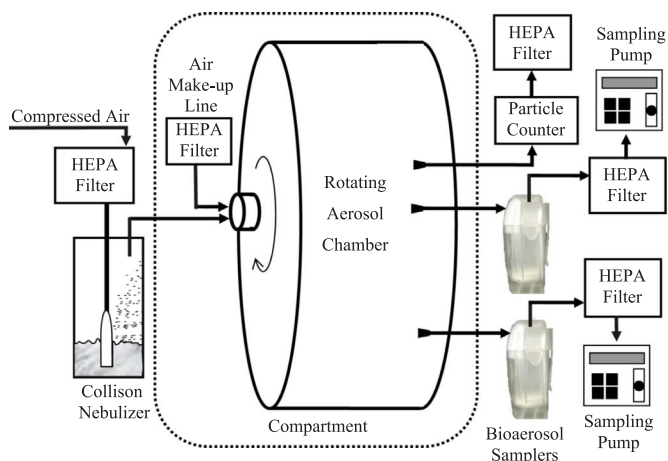 Compressed Air
HEPA
Filter
Collison
Nebulizer
Air
Make-up
Line
HEPA
Filter
Rotating
Aerosol
Chamber
Compartment
HEPA
Filter
Particle
Counter
Sampling
Pump
HEPA
Filter
HEPA
Filter
Bioaerosol
Samplers
Sampling
Pump